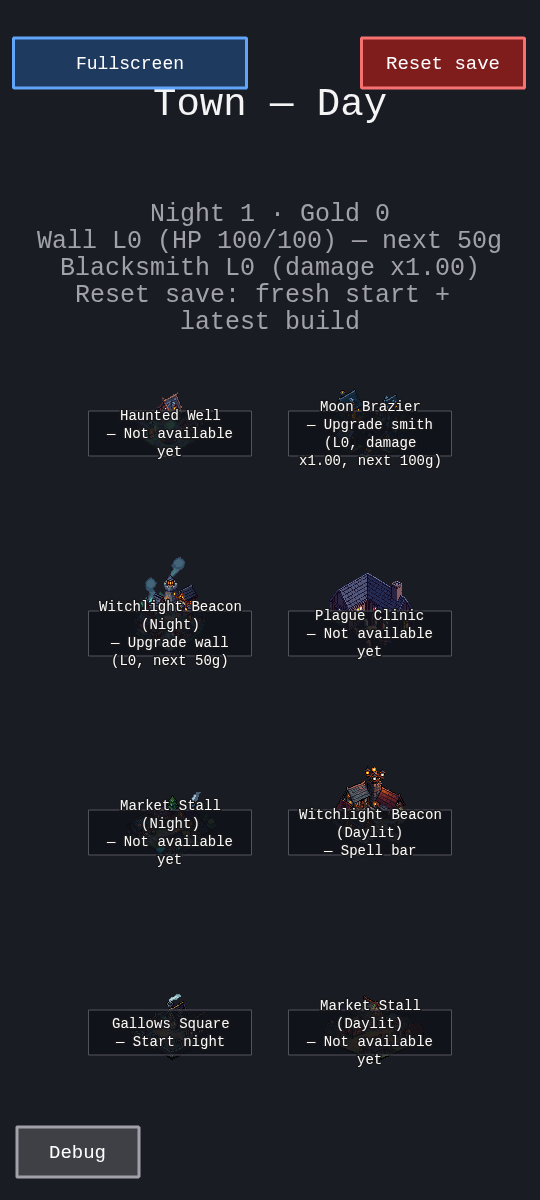 Fullscreen
Reset save
Town — Day
Night 1 · Gold 0
Wall L0 (HP 100/100) — next 50g
Blacksmith L0 (damage x1.00)
Reset save: fresh start +
latest build
Haunted Well
— Not available
yet
Moon Brazier
— Upgrade smith
(L0, damage
x1.00, next 100g)
Witchlight Beacon
(Night)
— Upgrade wall
(L0, next 50g)
Plague Clinic
— Not available
yet
Market Stall
(Night)
— Not available
yet
Witchlight Beacon
(Daylit)
— Spell bar
Gallows Square
— Start night
Market Stall
(Daylit)
— Not available
yet
Debug